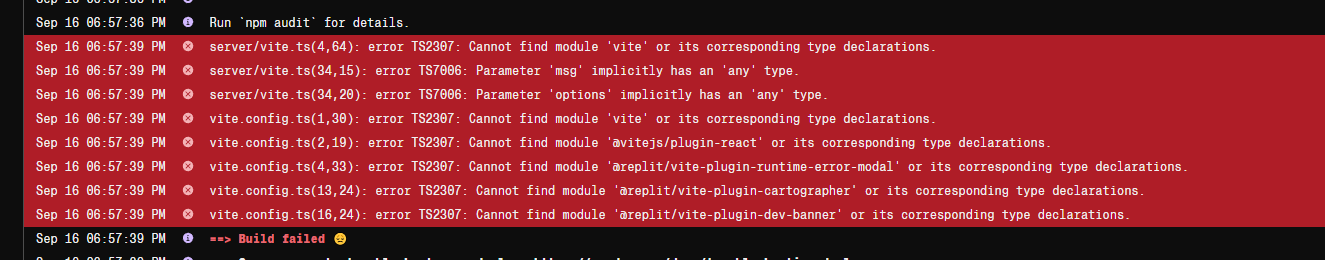 Sep 16 06:57:36 PM Run `npm audit` for details.
Sep 16 06:57:39 PM server/vite.ts(4,64): error TS2307: Cannot find module 'vite' or its corresponding type declarations.
Sep 16 06:57:39 PM server/vite.ts(34,15): error TS7006: Parameter 'msg' implicitly has an 'any' type.
Sep 16 06:57:39 PM server/vite.ts(34,20): error TS7006: Parameter 'options' implicitly has an 'any' type.
Sep 16 06:57:39 PM vite.config.ts(1,30): error TS2307: Cannot find module 'vite' or its corresponding type declarations.
Sep 16 06:57:39 PM vite.config.ts(2,19): error TS2307: Cannot find module '@vitejs/plugin-react' or its corresponding type declarations.
Sep 16 06:57:39 PM vite.config.ts(4,33): error TS2307: Cannot find module '@replit/vite-plugin-runtime-error-modal' or its corresponding type declarations.
Sep 16 06:57:39 PM vite.config.ts(13,24): error TS2307: Cannot find module '@replit/vite-plugin-cartographer' or its corresponding type declarations.
Sep 16 06:57:39 PM vite.config.ts(16,24): error TS2307: Cannot find module '@replit/vite-plugin-dev-banner' or its corresponding type declarations.
Sep 16 06:57:39 PM ==> Build failed 😞